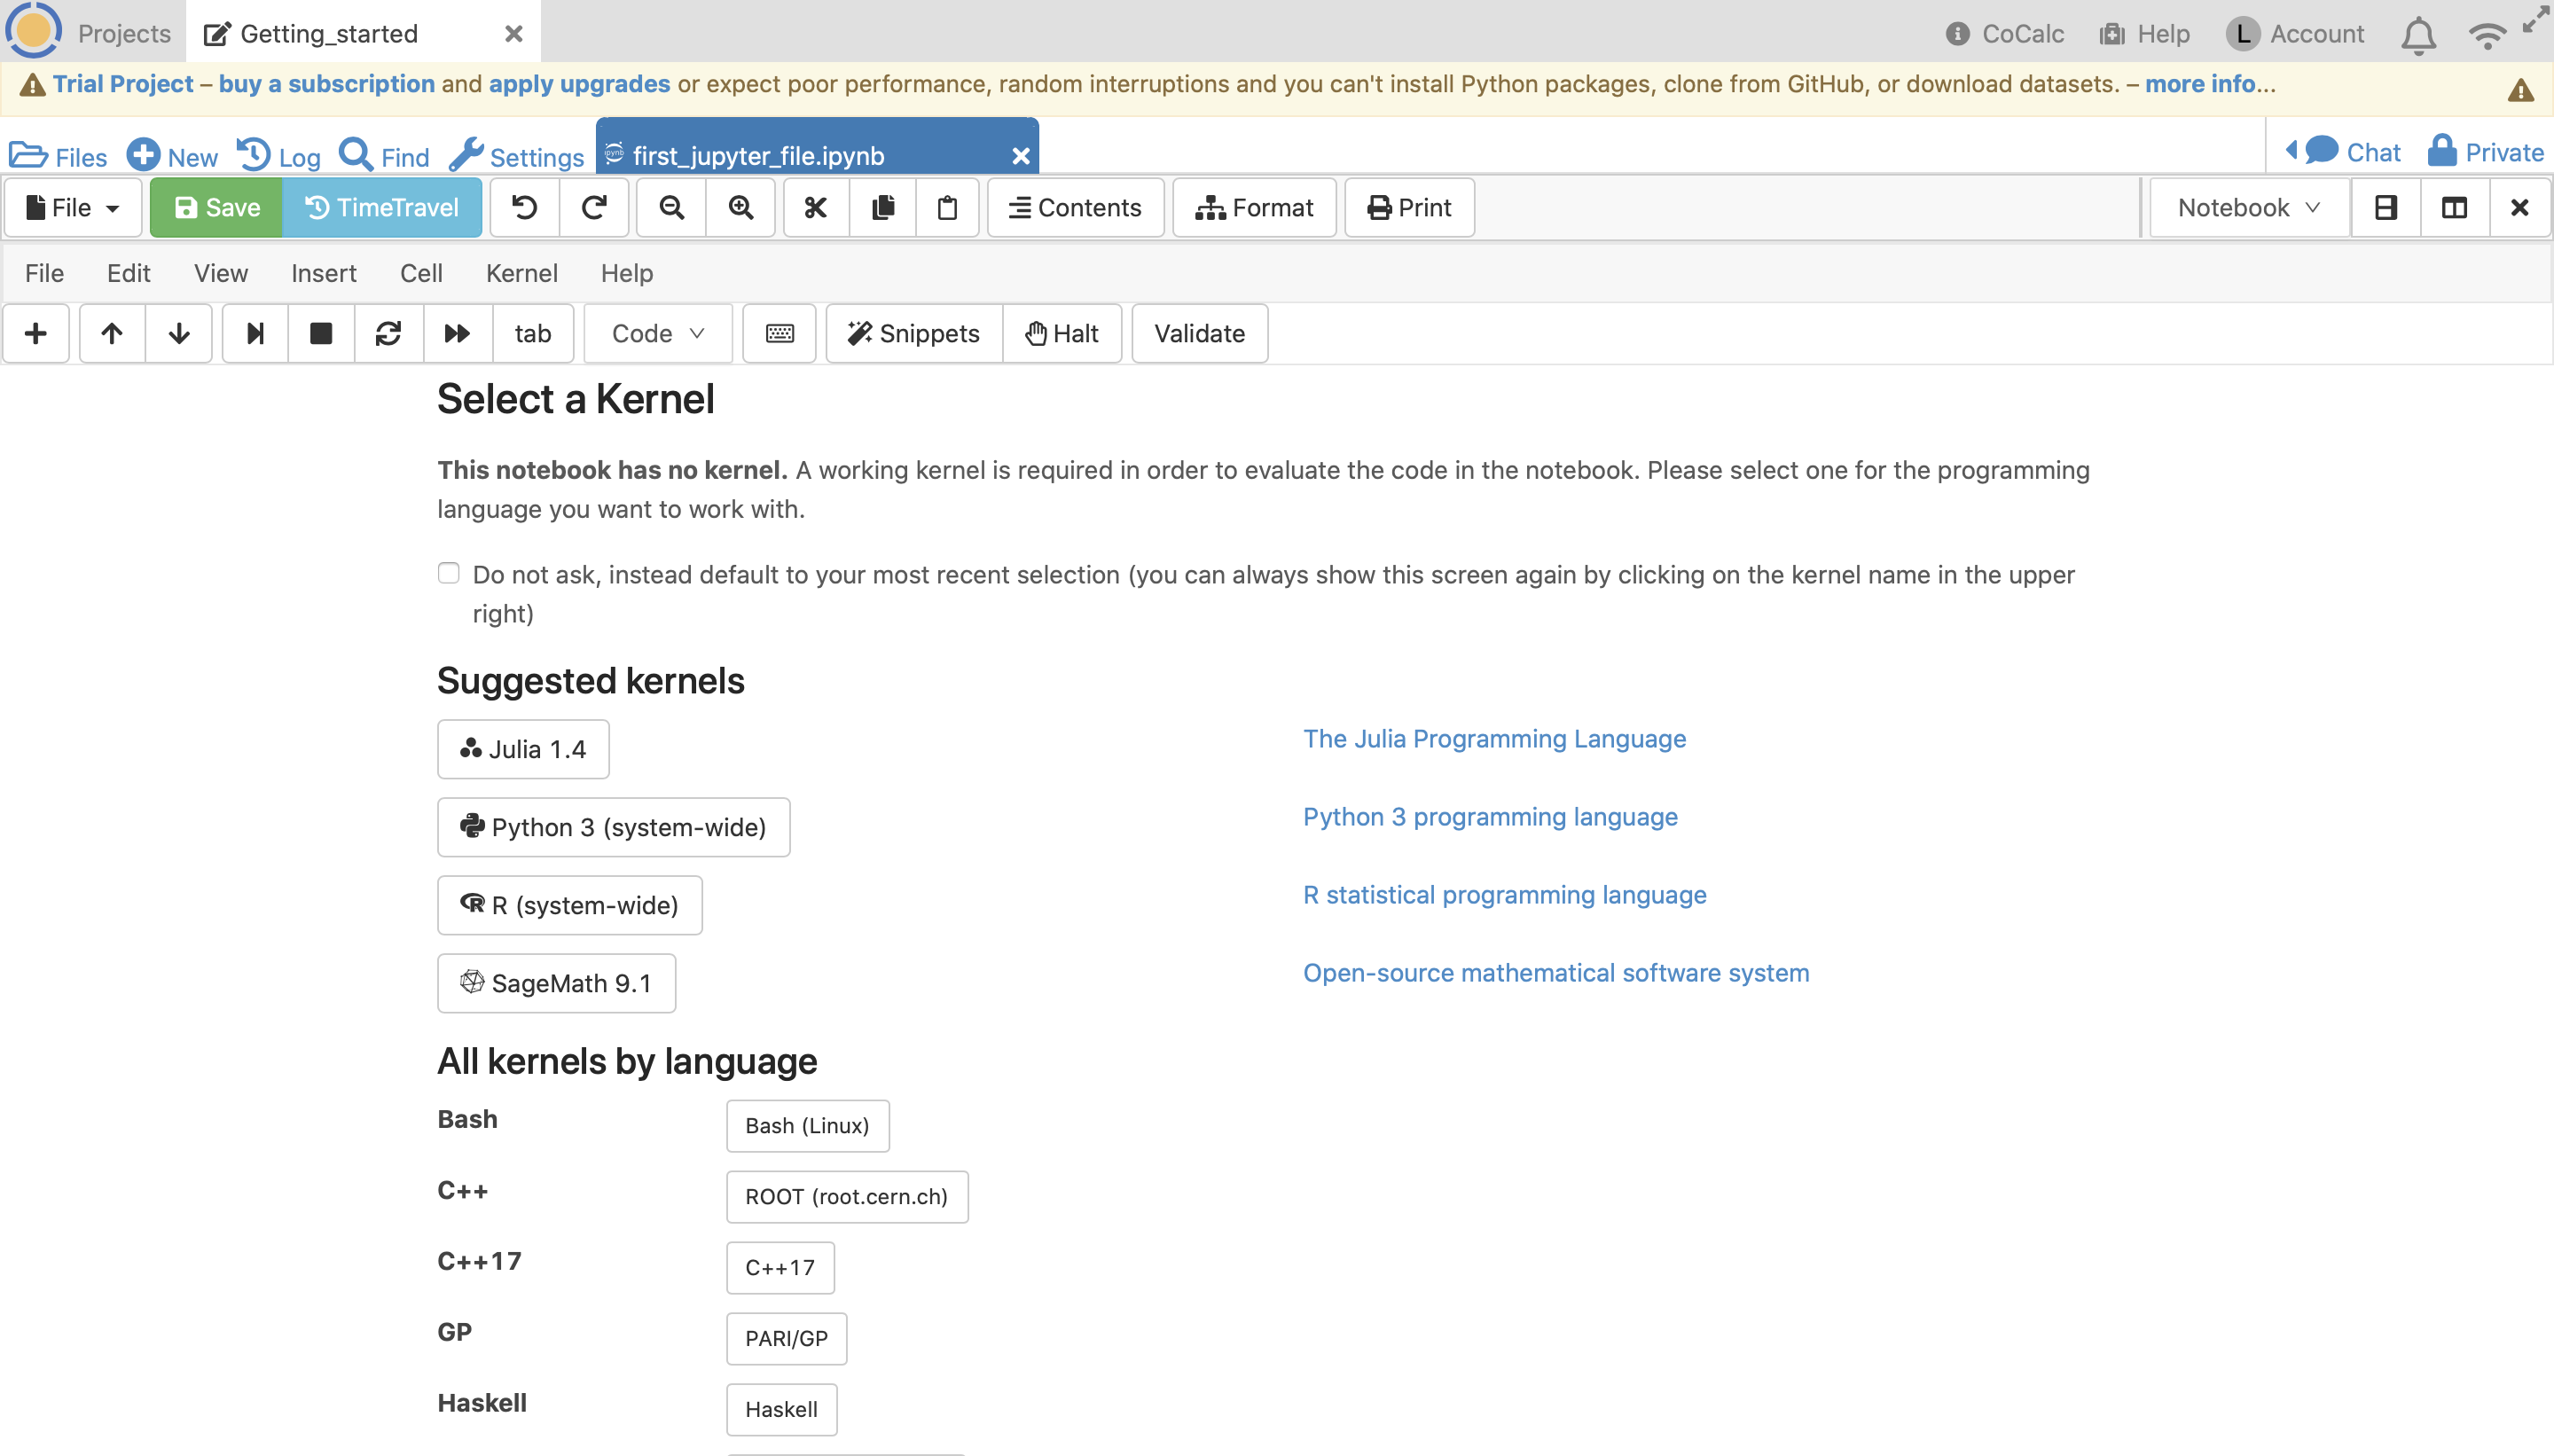 Projects
Getting_started
CoCalc
Help
L Account
Trial Project – buy a subscription and apply upgrades or expect poor performance, random interruptions and you can't install Python packages, clone from GitHub, or download datasets. – more info...
Files
New
Log
Find
Settings
first_jupyter_file.ipynb
Chat
Private
File
Save
TimeTravel
Contents
Format
Print
Notebook
File
Edit
View
Insert
Cell
Kernel
Help
tab
Code
Snippets
Halt
Validate
Select a Kernel
This notebook has no kernel. A working kernel is required in order to evaluate the code in the notebook. Please select one for the programming
language you want to work with.
Do not ask, instead default to your most recent selection (you can always show this screen again by clicking on the kernel name in the upper
right)
Suggested kernels
Julia 1.4
The Julia Programming Language
Python 3 (system-wide)
Python 3 programming language
R (system-wide)
R statistical programming language
SageMath 9.1
Open-source mathematical software system
All kernels by language
Bash
Bash (Linux)
C++
ROOT (root.cern.ch)
C++17
C++17
GP
PARI/GP
Haskell
Haskell